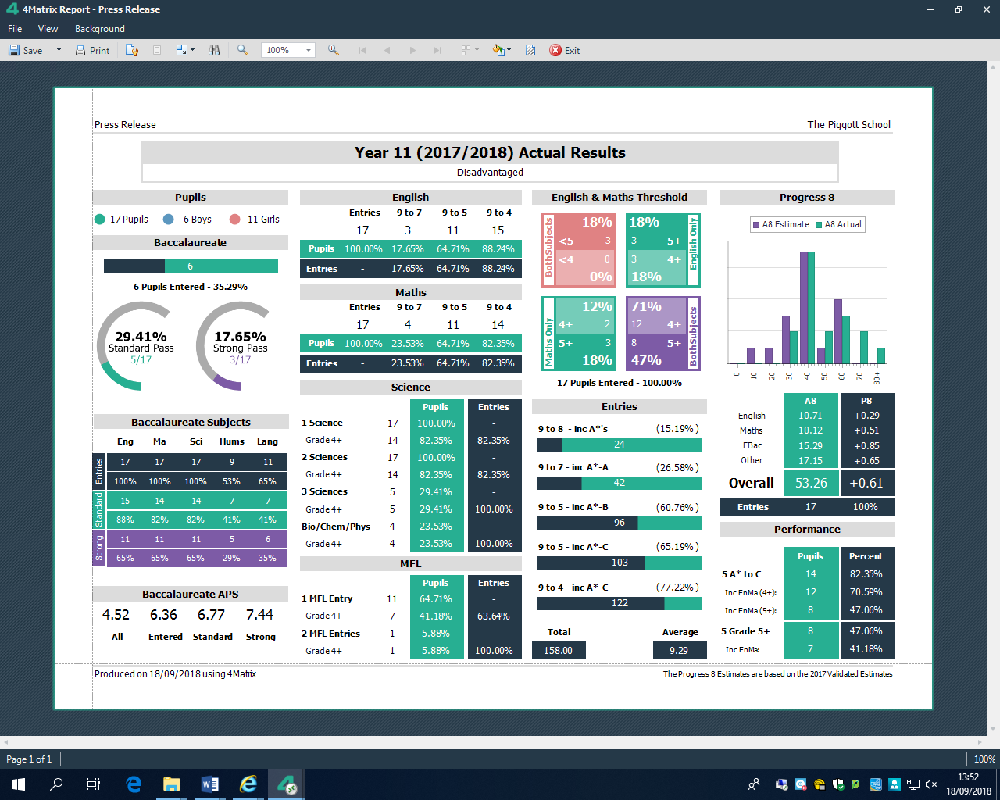 4Matrix Report - Press Release
File View Background
Save Print 100% Exit
Press Release The Piggott School
Year 11 (2017/2018) Actual Results
Disadvantaged
Pupils
17 Pupils 6 Boys 11 Girls
Baccalaureate
6
6 Pupils Entered - 35.29%
29.41% 17.65%
Standard Pass Strong Pass
5/17 3/17
Baccalaureate Subjects
Eng Ma Sci Hums Lang
Entries
17 17 17 9 11
100% 100% 100% 53% 65%
Standard
15 14 14 7 7
88% 82% 82% 41% 41%
Strong
11 11 11 5 6
65% 65% 65% 29% 35%
Baccalaureate APS
4.52 6.36 6.77 7.44
All Entered Standard Strong
English
Entries 9 to 7 9 to 5 9 to 4
17 3 11 15
Pupils 100.00% 17.65% 64.71% 88.24%
Entries - 17.65% 64.71% 88.24%
Maths
Entries 9 to 7 9 to 5 9 to 4
17 4 11 14
Pupils 100.00% 23.53% 64.71% 82.35%
Entries - 23.53% 64.71% 82.35%
Science
Pupils Entries
1 Science 17 100.00% -
Grade 4+ 14 82.35% 82.35%
2 Sciences 17 100.00% -
Grade 4+ 14 82.35% 82.35%
3 Sciences 5 29.41% -
Grade 4+ 5 29.41% 100.00%
Bio/Chem/Phys 4 23.53% -
Grade 4+ 4 23.53% 100.00%
MFL
Pupils Entries
1 MFL Entry 11 64.71% -
Grade 4+ 7 41.18% 63.64%
2 MFL Entries 1 5.88% -
Grade 4+ 1 5.88% 100.00%
English & Maths Threshold
Both Subjects
18%
<5 3
<4 0
0%
18%
3 5+
3 4+
18%
English Only
Maths Only
12%
4+ 2
5+ 3
18%
71%
12 4+
8 5+
47%
Both Subjects
17 Pupils Entered - 100.00%
Entries
9 to 8 - inc A*'s (15.19%)
24
9 to 7 - inc A*-A (26.58%)
42
9 to 5 - inc A*-B (60.76%)
96
9 to 5 - inc A*-C (65.19%)
103
9 to 4 - inc A*-C (77.22%)
122
Total Average
158.00 9.29
Progress 8
A8 Estimate A8 Actual
0 10 20 30 40 50 60 70 80+
A8 P8
English 10.71 +0.29
Maths 10.12 +0.51
EBac 15.29 +0.85
Other 17.15 +0.65
Overall 53.26 +0.61
Entries 17 100%
Performance
Pupils Percent
5 A* to C 14 82.35%
Inc EnMa (4+): 12 70.59%
Inc EnMa (5+): 8 47.06%
5 Grade 5+ 8 47.06%
Inc EnMa: 7 41.18%
Produced on 18/09/2018 using 4Matrix The Progress 8 Estimates are based on the 2017 Validated Estimates
Page 1 of 1 100%
13:52
18/09/2018